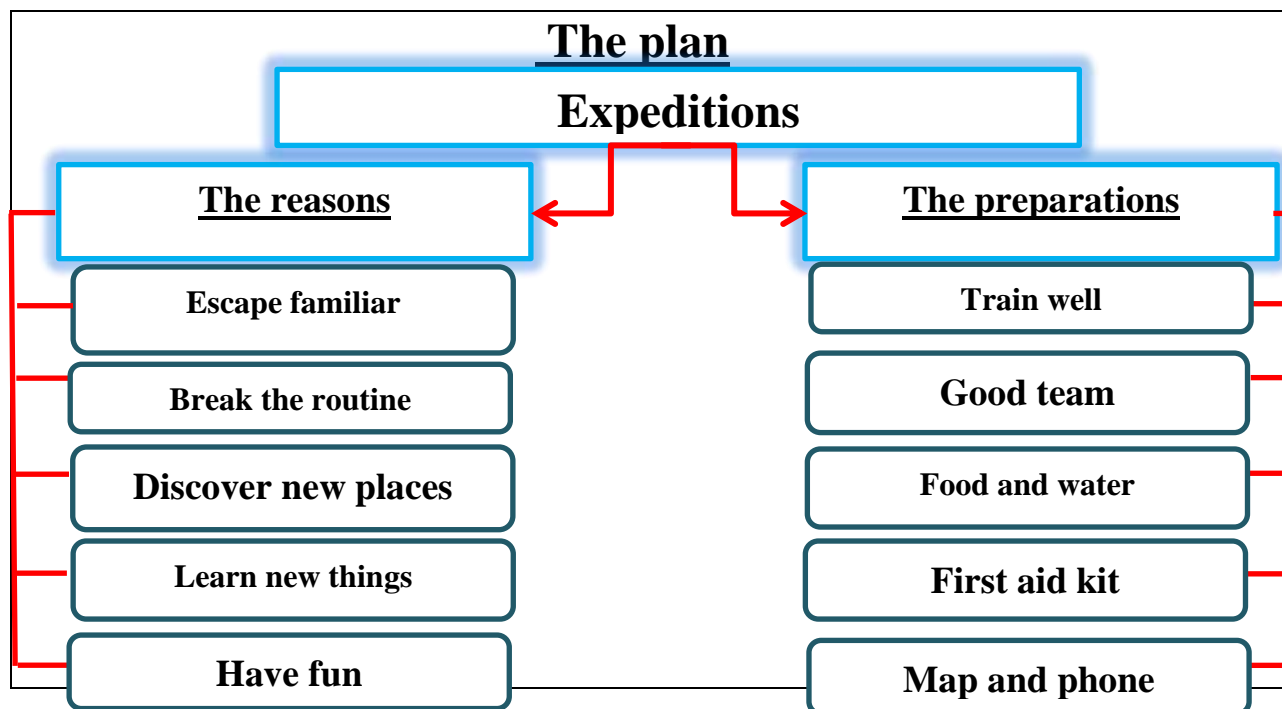 The plan
Expeditions
The reasons
The preparations
Escape familiar
Train well
Break the routine
Good team
Discover new places
Food and water
Learn new things
First aid kit
Have fun
Map and phone